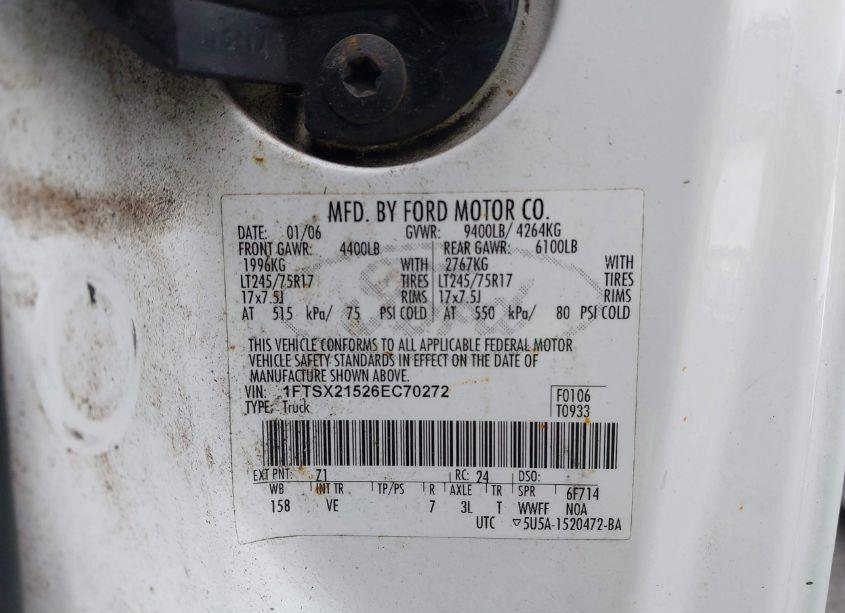 MFD. BY FORD MOTOR CO.
DATE: 01/06 GVWR: 9400LB/ 4264KG
FRONT GAWR: 4400LB REAR GAWR: 6100LB
1996KG WITH 2767KG WITH
LT245/75R17 TIRES LT245/75R17 TIRES
17x7.5J RIMS 17x7.5J RIMS
AT 515 kPa/ 75 PSI COLD AT 550 kPa/ 80 PSI COLD
THIS VEHICLE CONFORMS TO ALL APPLICABLE FEDERAL MOTOR
VEHICLE SAFETY STANDARDS IN EFFECT ON THE DATE OF
MANUFACTURE SHOWN ABOVE.
VIN: 1FTSX21526EC70272 F0106
TYPE: Truck T0933
EXT PNT: Z1 RC: 24 DSO:
WB INT TR TP/PS R AXLE TR SPR 6F714
158 VE 7 3L T WWFF NOA
UTC ▽5U5A-1520472-BA